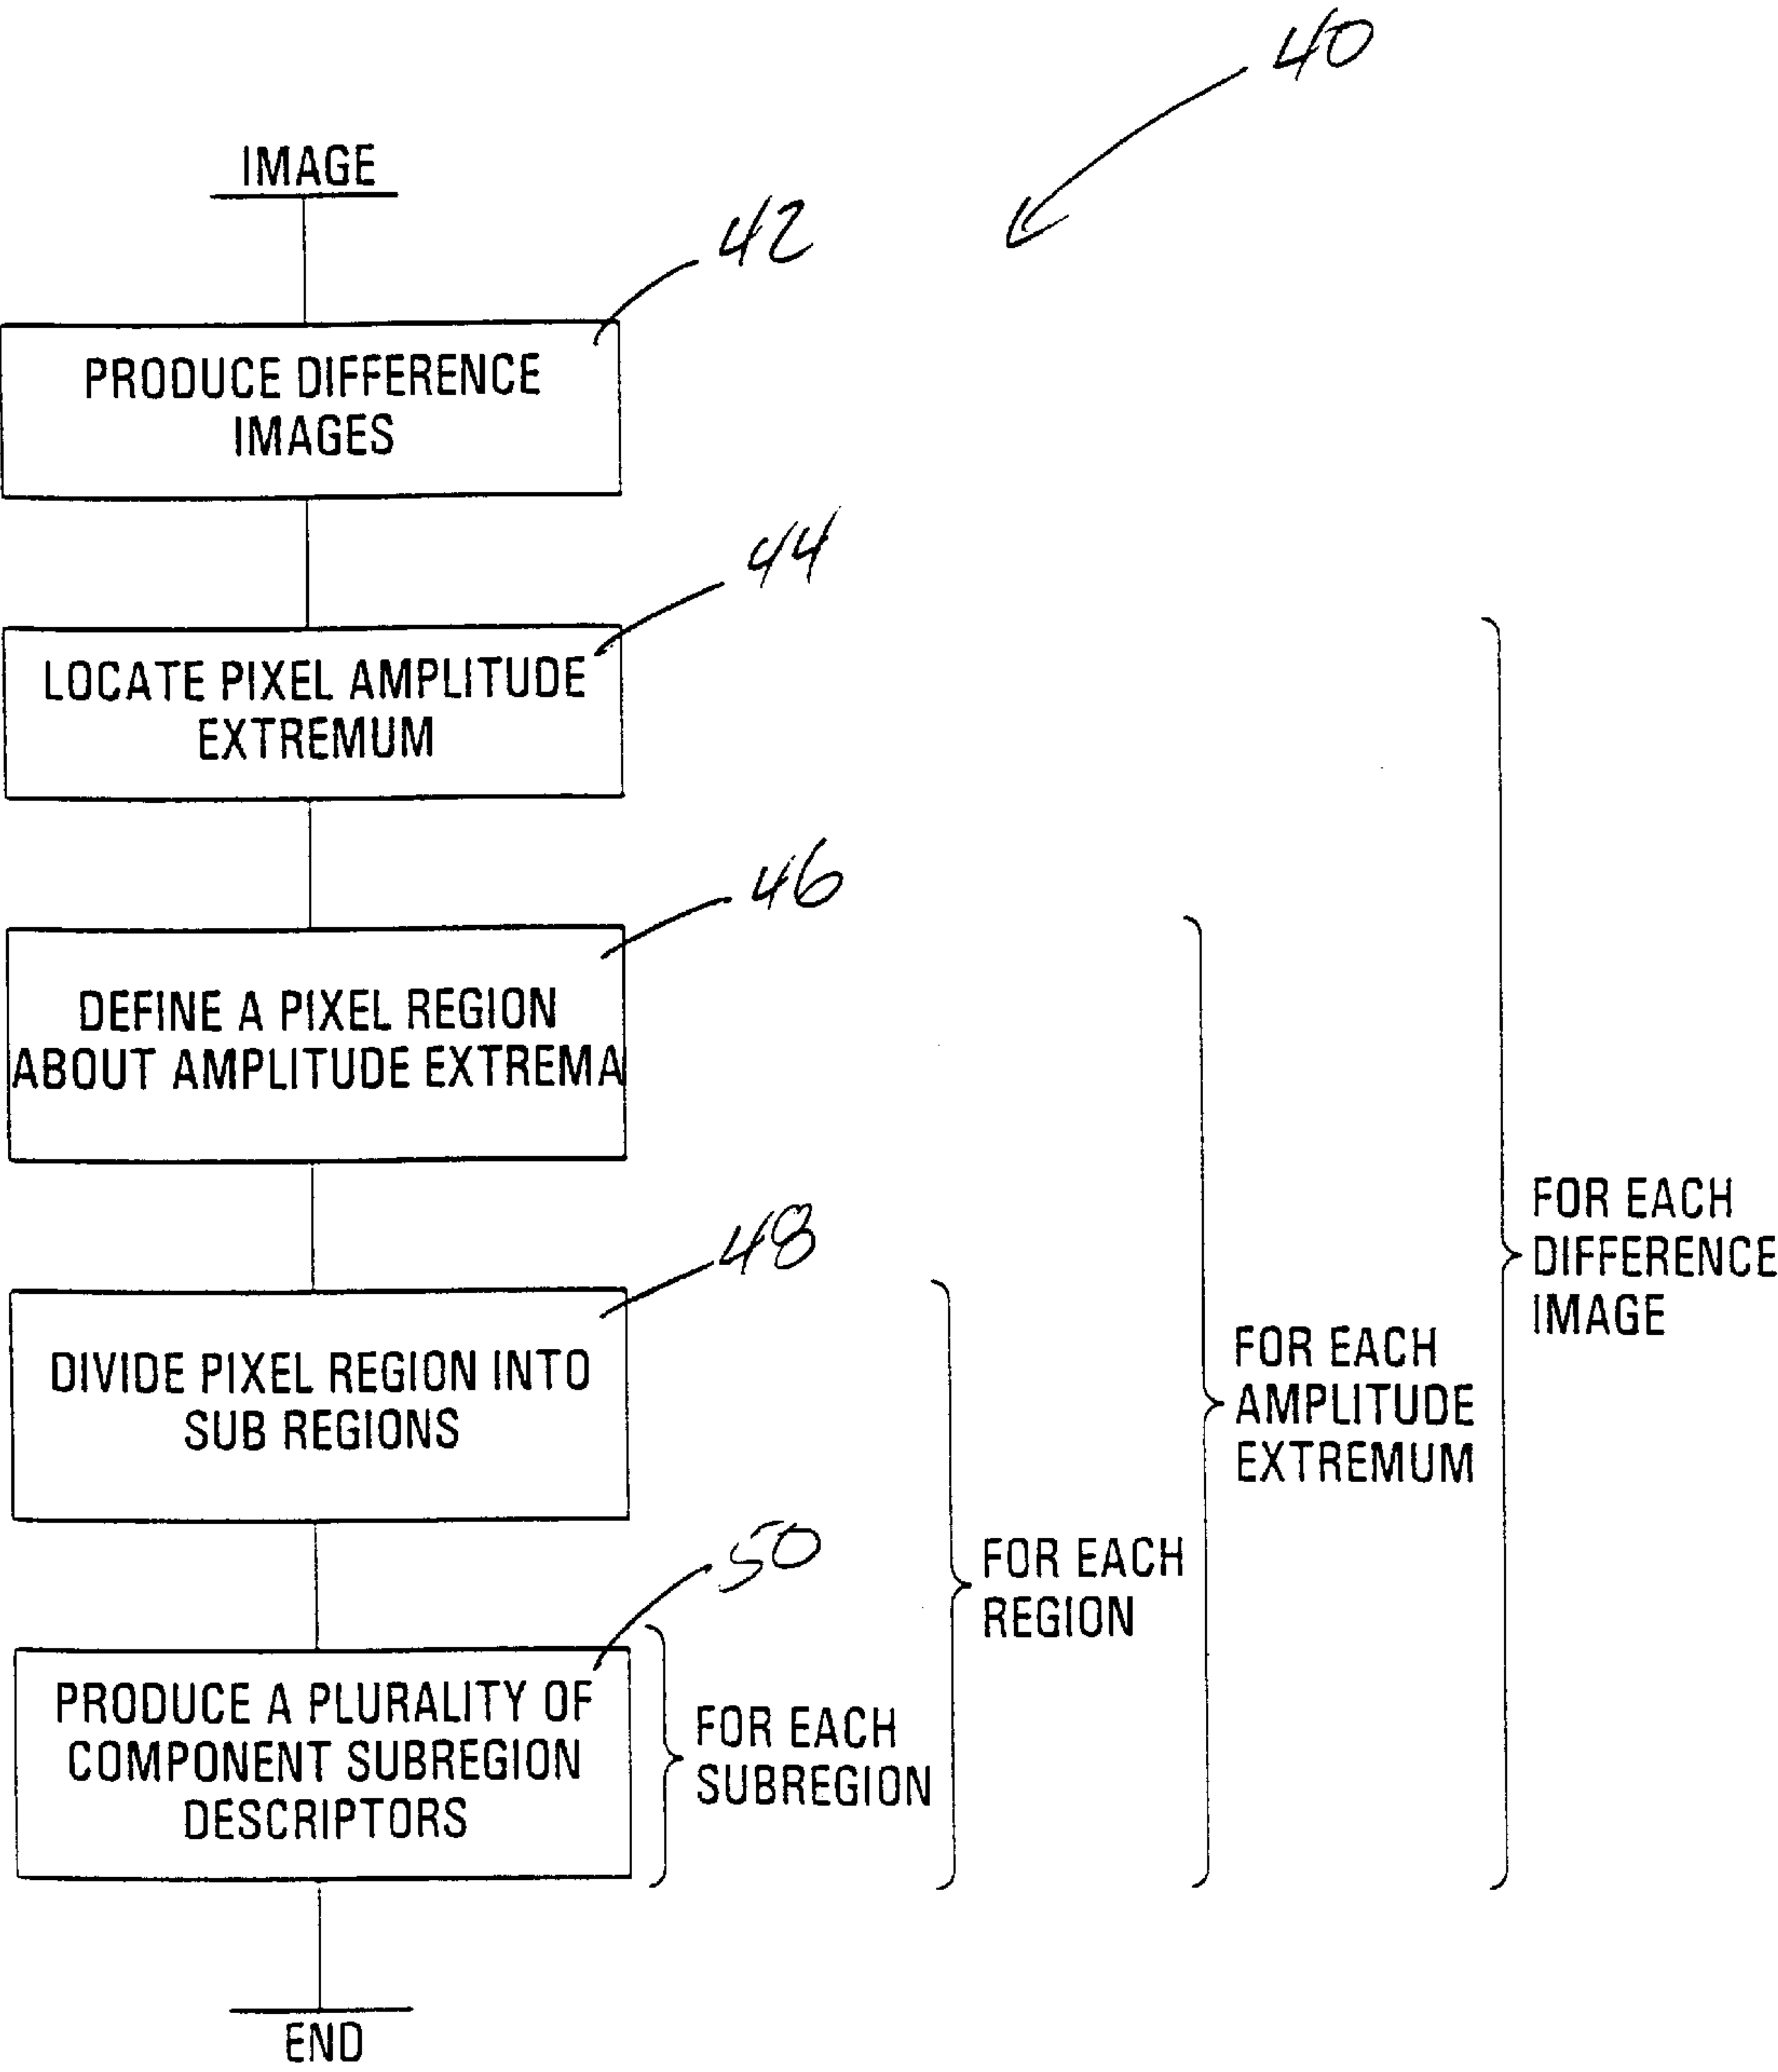 40
IMAGE
42
PRODUCE DIFFERENCE
IMAGES
44
LOCATE PIXEL AMPLITUDE
EXTREMUM
46
DEFINE A PIXEL REGION
ABOUT AMPLITUDE EXTREMA
48
DIVIDE PIXEL REGION INTO
SUB REGIONS
50
PRODUCE A PLURALITY OF
COMPONENT SUBREGION
DESCRIPTORS
FOR EACH
SUBREGION
FOR EACH
REGION
FOR EACH
AMPLITUDE
EXTREMUM
FOR EACH
DIFFERENCE
IMAGE
END